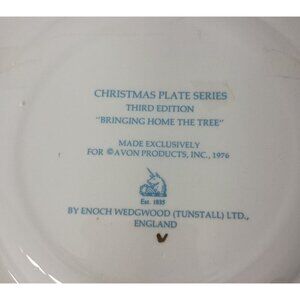 CHRISTMAS PLATE SERIES
THIRD EDITION
"BRINGING HOME THE TREE"
MADE EXCLUSIVELY
FOR ©AVON PRODUCTS, INC., 1976
Est. 1835
BY ENOCH WEDGWOOD (TUNSTALL) LTD.,
ENGLAND